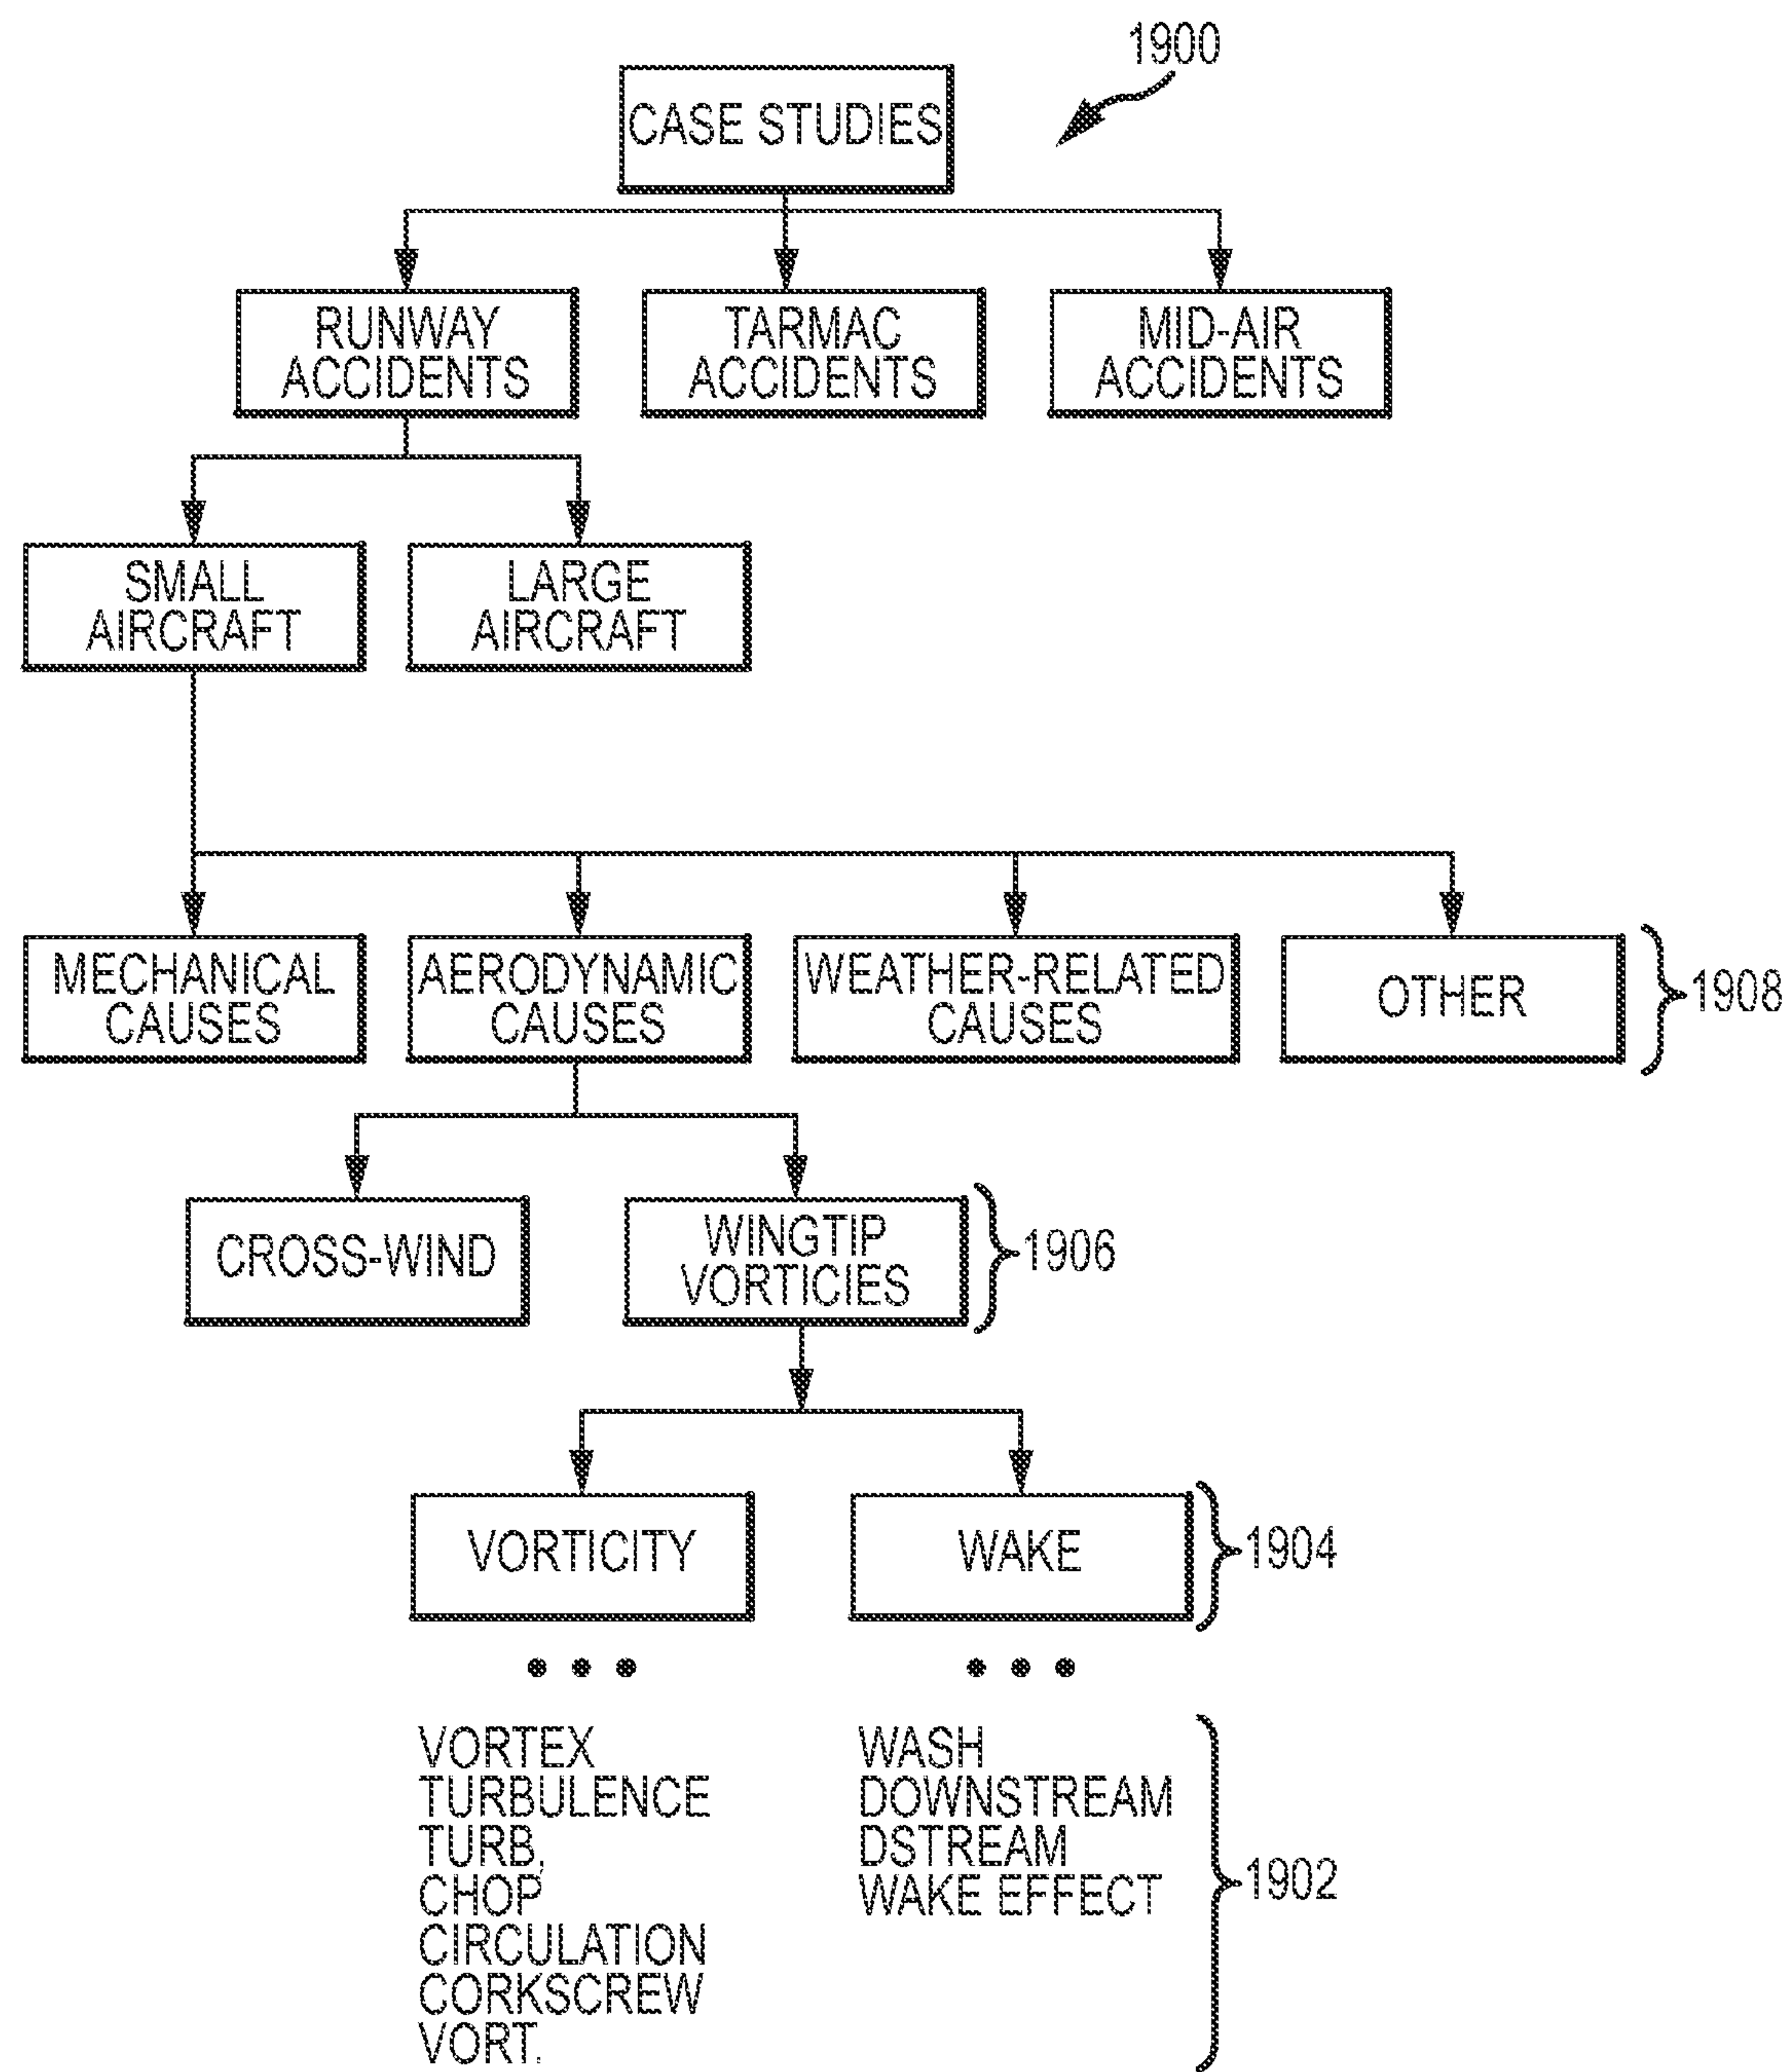 1900
CASE STUDIES
RUNWAY
ACCIDENTS
TARMAC
ACCIDENTS
MID-AIR
ACCIDENTS
SMALL
AIRCRAFT
LARGE
AIRCRAFT
MECHANICAL
CAUSES
AERODYNAMIC
CAUSES
WEATHER-RELATED
CAUSES
OTHER
1908
CROSS-WIND
WINGTIP
VORTICIES
1906
VORTICITY
WAKE
1904
VORTEX
TURBULENCE
TURB,
CHOP
CIRCULATION
CORKSCREW
VORT.
WASH
DOWNSTREAM
DSTREAM
WAKE EFFECT
1902